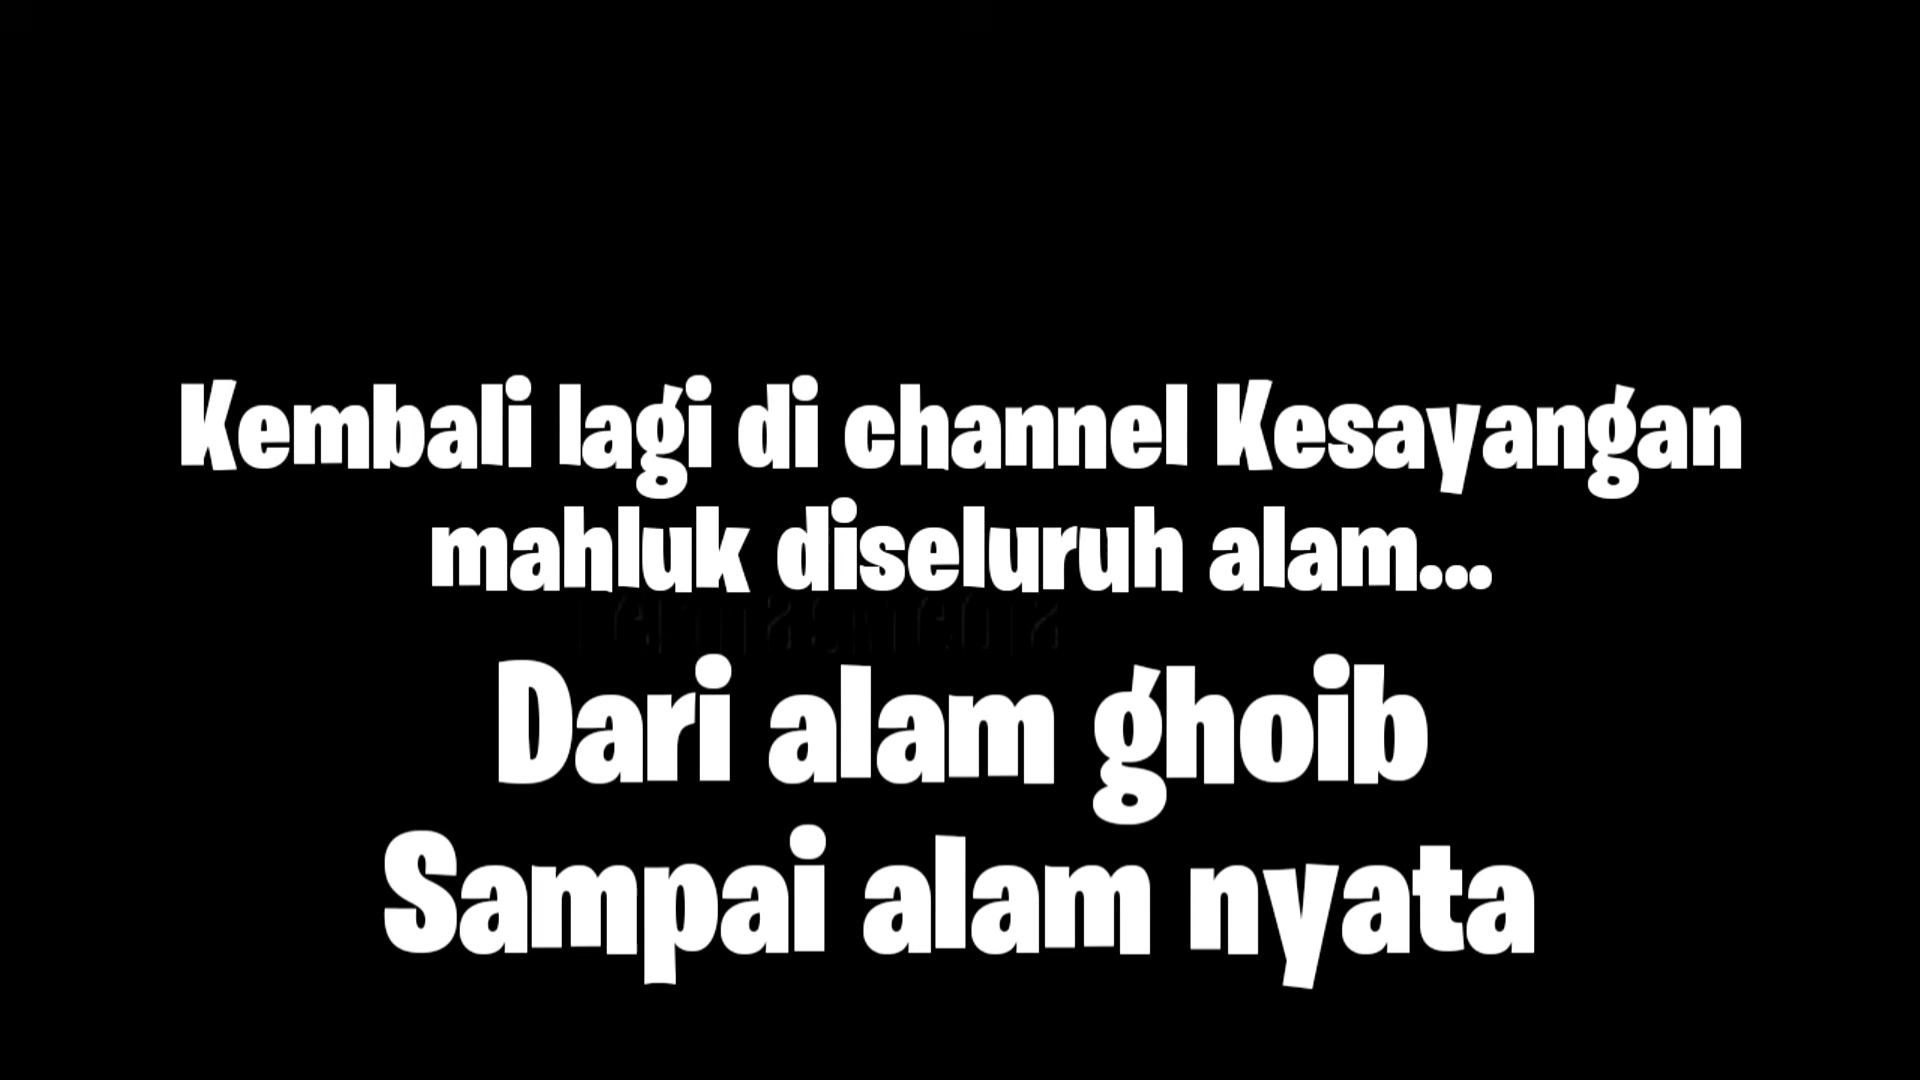 Kembali lagi di channel Kesayangan
mahluk diseluruh alam...
Dari alam ghoib
Sampai alam nyata